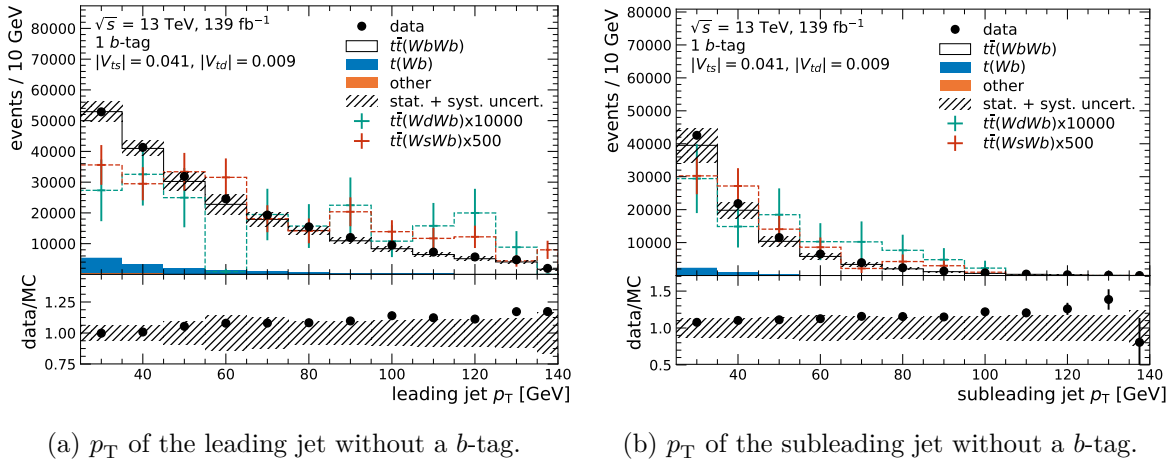 √s = 13 TeV, 139 fb⁻¹
1 b-tag
|V_ts| = 0.041, |V_td| = 0.009
data
tt̄(WbWb)
t(Wb)
other
stat. + syst. uncert.
tt̄(WdWb)x10000
tt̄(WsWb)x500
events / 10 GeV
80000
70000
60000
50000
40000
30000
20000
10000
data/MC
1.25
1.00
0.75
40 60 80 100 120 140
leading jet p_T [GeV]
(a) p_T of the leading jet without a b-tag.
√s = 13 TeV, 139 fb⁻¹
1 b-tag
|V_ts| = 0.041, |V_td| = 0.009
data
tt̄(WbWb)
t(Wb)
other
stat. + syst. uncert.
tt̄(WdWb)x10000
tt̄(WsWb)x500
events / 10 GeV
80000
70000
60000
50000
40000
30000
20000
10000
data/MC
1.5
1.0
0.5
40 60 80 100 120 140
subleading jet p_T [GeV]
(b) p_T of the subleading jet without a b-tag.